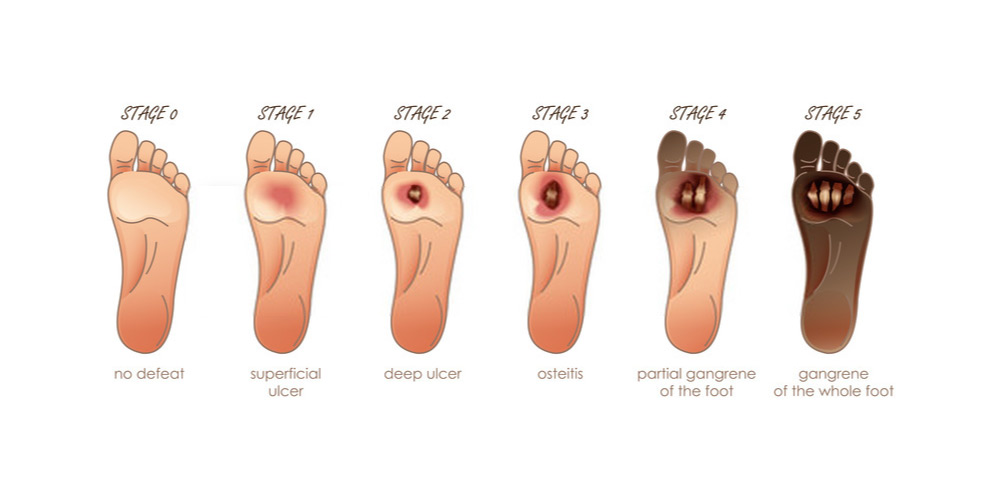 STAGE 0
STAGE 1
STAGE 2
STAGE 3
STAGE 4
STAGE 5
no defeat
superficial
ulcer
deep ulcer
osteitis
partial gangrene
of the foot
gangrene
of the whole foot